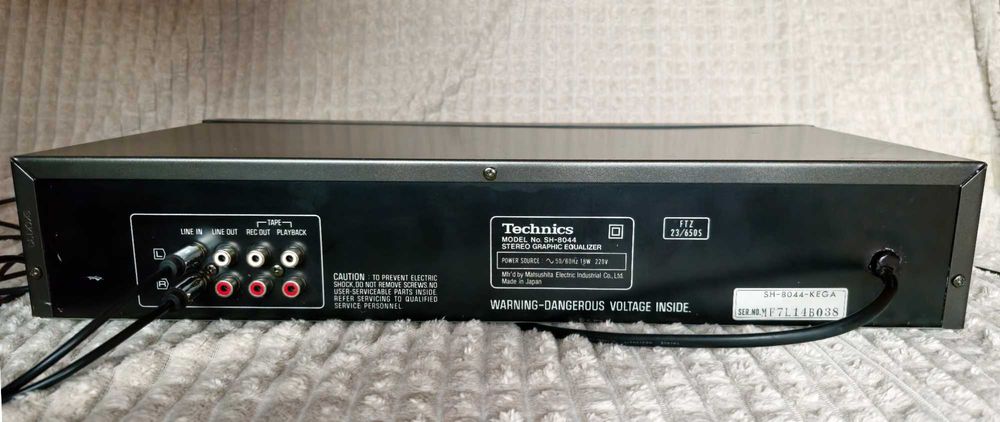 TAPE
LINE IN LINE OUT REC OUT PLAYBACK
L
R
CAUTION : TO PREVENT ELECTRIC
SHOCK, DO NOT REMOVE SCREWS. NO
USER-SERVICEABLE PARTS INSIDE.
REFER SERVICING TO QUALIFIED
SERVICE PERSONNEL.
Technics
MODEL No. SH-8044
STEREO GRAPHIC EQUALIZER
POWER SOURCE : ∿ 50/60Hz 18W 220V
Mfr'd by Matsushita Electric Industrial Co., Ltd.
Made in Japan
WARNING-DANGEROUS VOLTAGE INSIDE.
FTZ
23/650S
SH-8044-KEGA
SER.NO. MF7L14B038